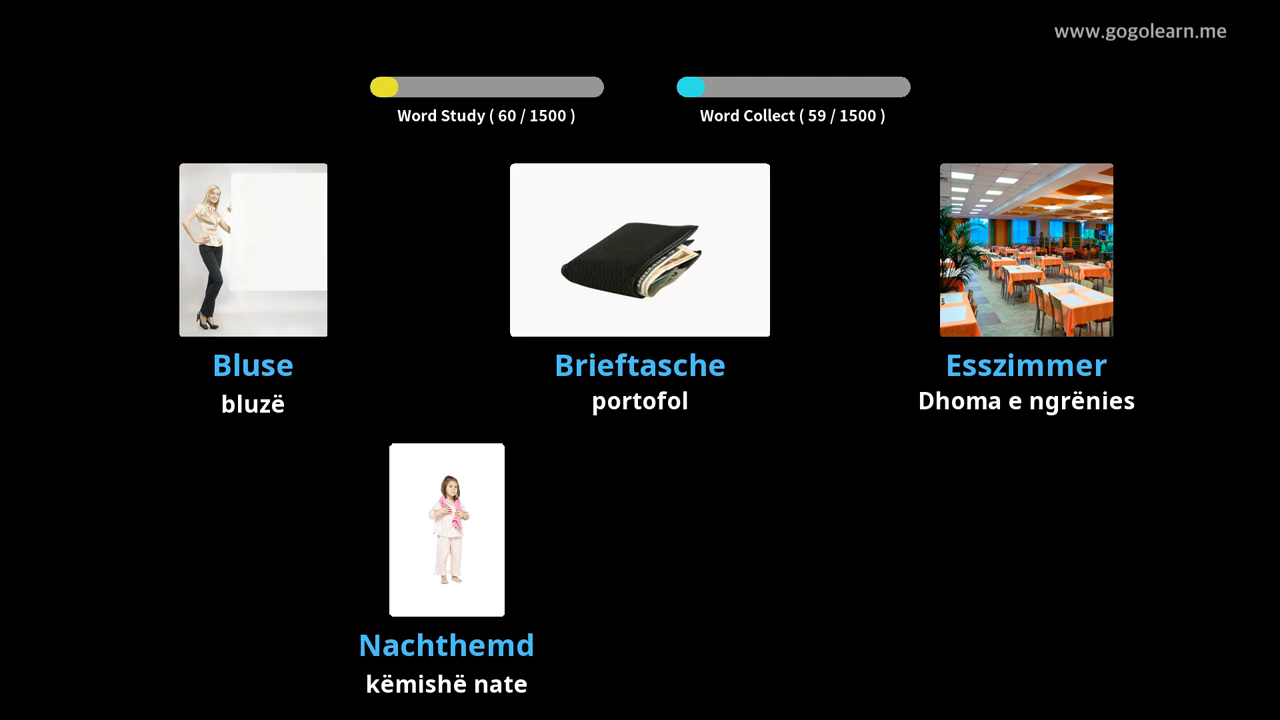 www.gogolearn.me
Word Study ( 60 / 1500 )
Word Collect ( 59 / 1500 )
Bluse
bluzë
Brieftasche
portofol
Esszimmer
Dhoma e ngrënies
Nachthemd
këmishë nate